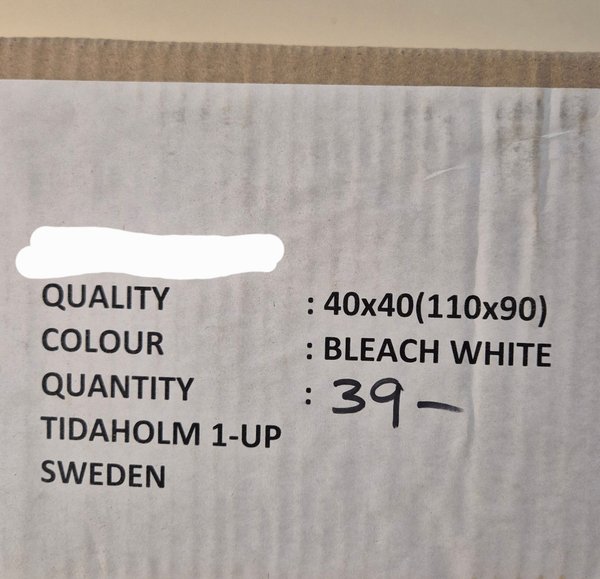 QUALITY : 40x40(110x90)
COLOUR : BLEACH WHITE
QUANTITY : 39-
TIDAHOLM 1-UP
SWEDEN